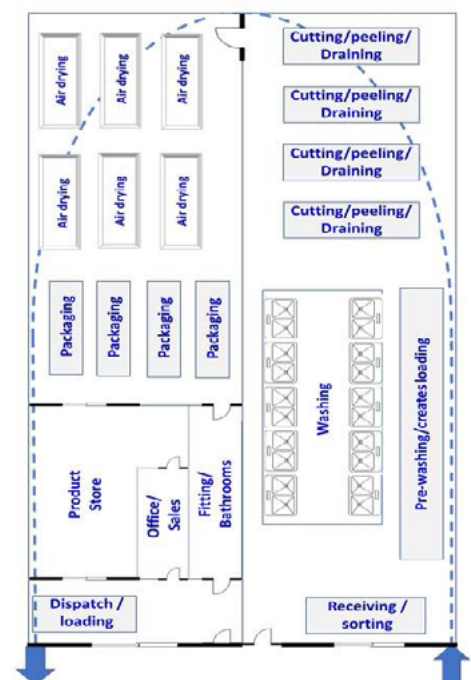 Cutting/peeling/
Draining
Cutting/peeling/
Draining
Cutting/peeling/
Draining
Cutting/peeling/
Draining
Air drying
Air drying
Air drying
Air drying
Air drying
Air drying
Packaging
Packaging
Packaging
Packaging
Washing
Pre-washing/creates loading
Product
Store
Office/
Sales
Fitting/
Bathrooms
Dispatch /
loading
Receiving /
sorting